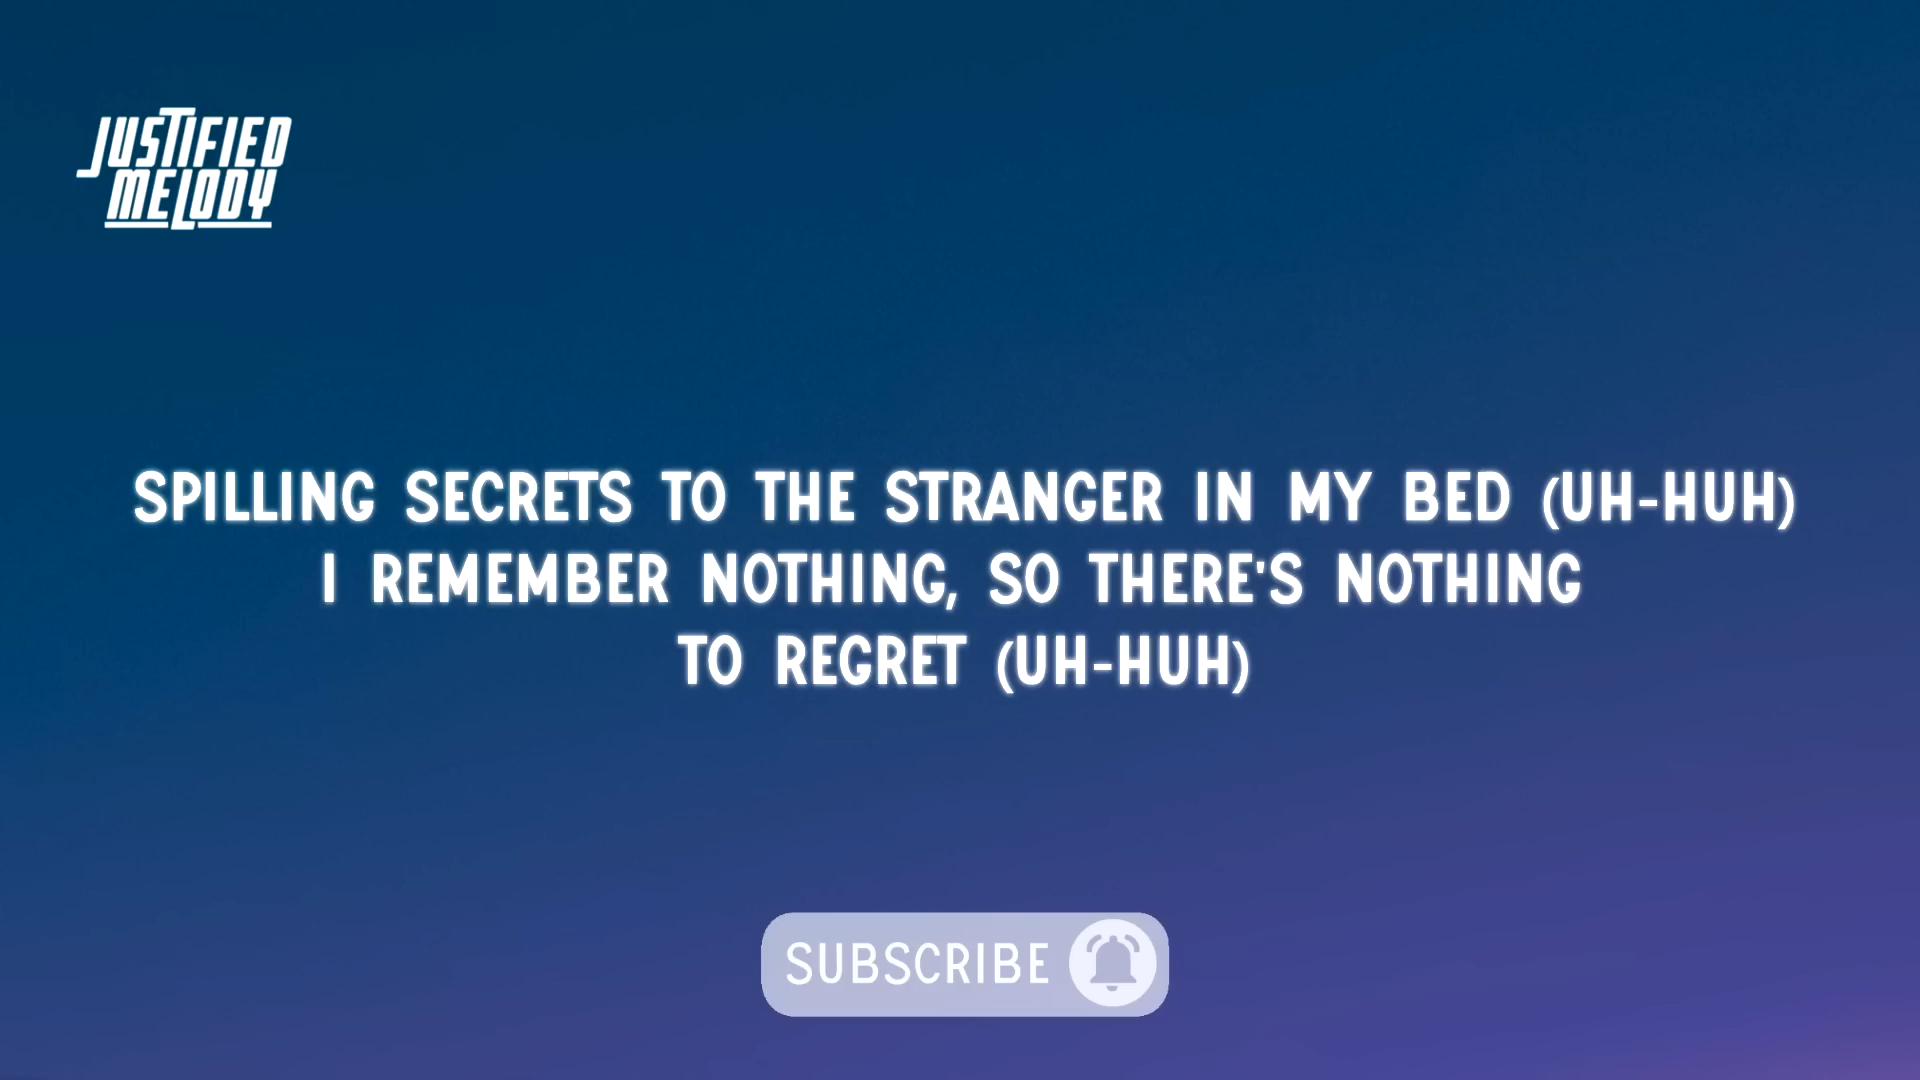 JUSTIFIED
MELODY
SPILLING SECRETS TO THE STRANGER IN MY BED (UH-HUH)
I REMEMBER NOTHING, SO THERE'S NOTHING
TO REGRET (UH-HUH)
SUBSCRIBE